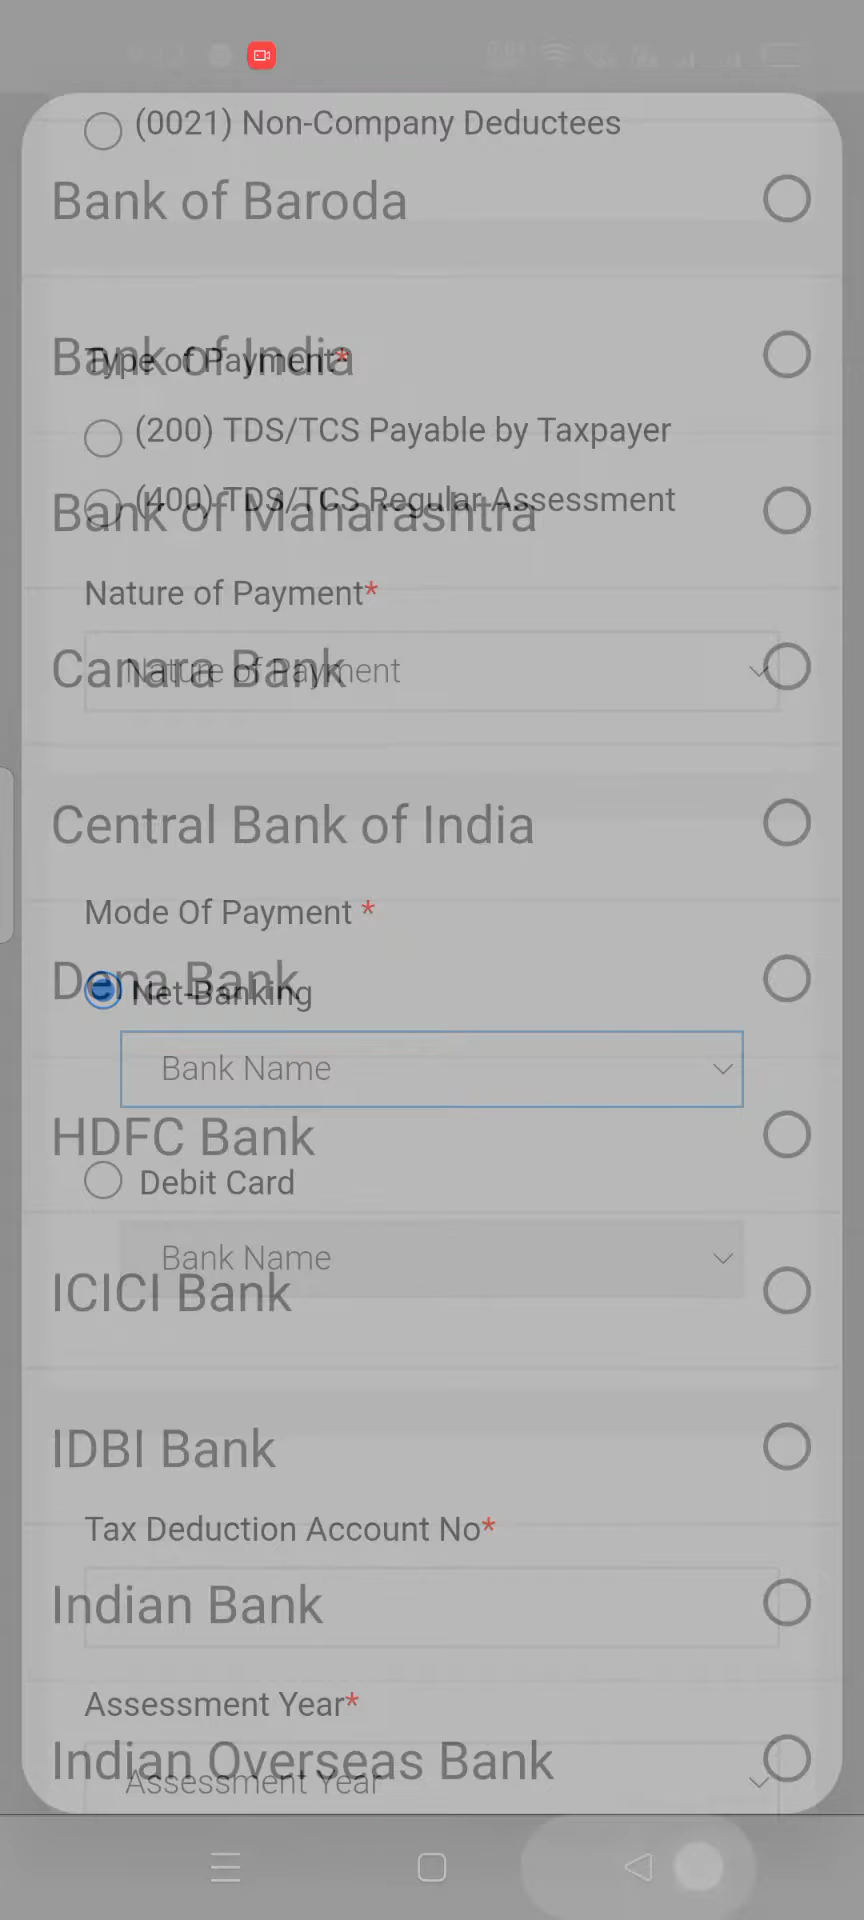 (0021) Non-Company Deductees
Bank of Baroda
Bank of India
Type of Payment*
(200) TDS/TCS Payable by Taxpayer
(400) TDS/TCS Regular Assessment
Bank of Maharashtra
Nature of Payment*
Canara Bank
Nature of Payment
Central Bank of India
Mode Of Payment *
Dena Bank
Net-Banking
Bank Name
HDFC Bank
Debit Card
Bank Name
ICICI Bank
IDBI Bank
Tax Deduction Account No*
Indian Bank
Assessment Year*
Indian Overseas Bank
Assessment Year